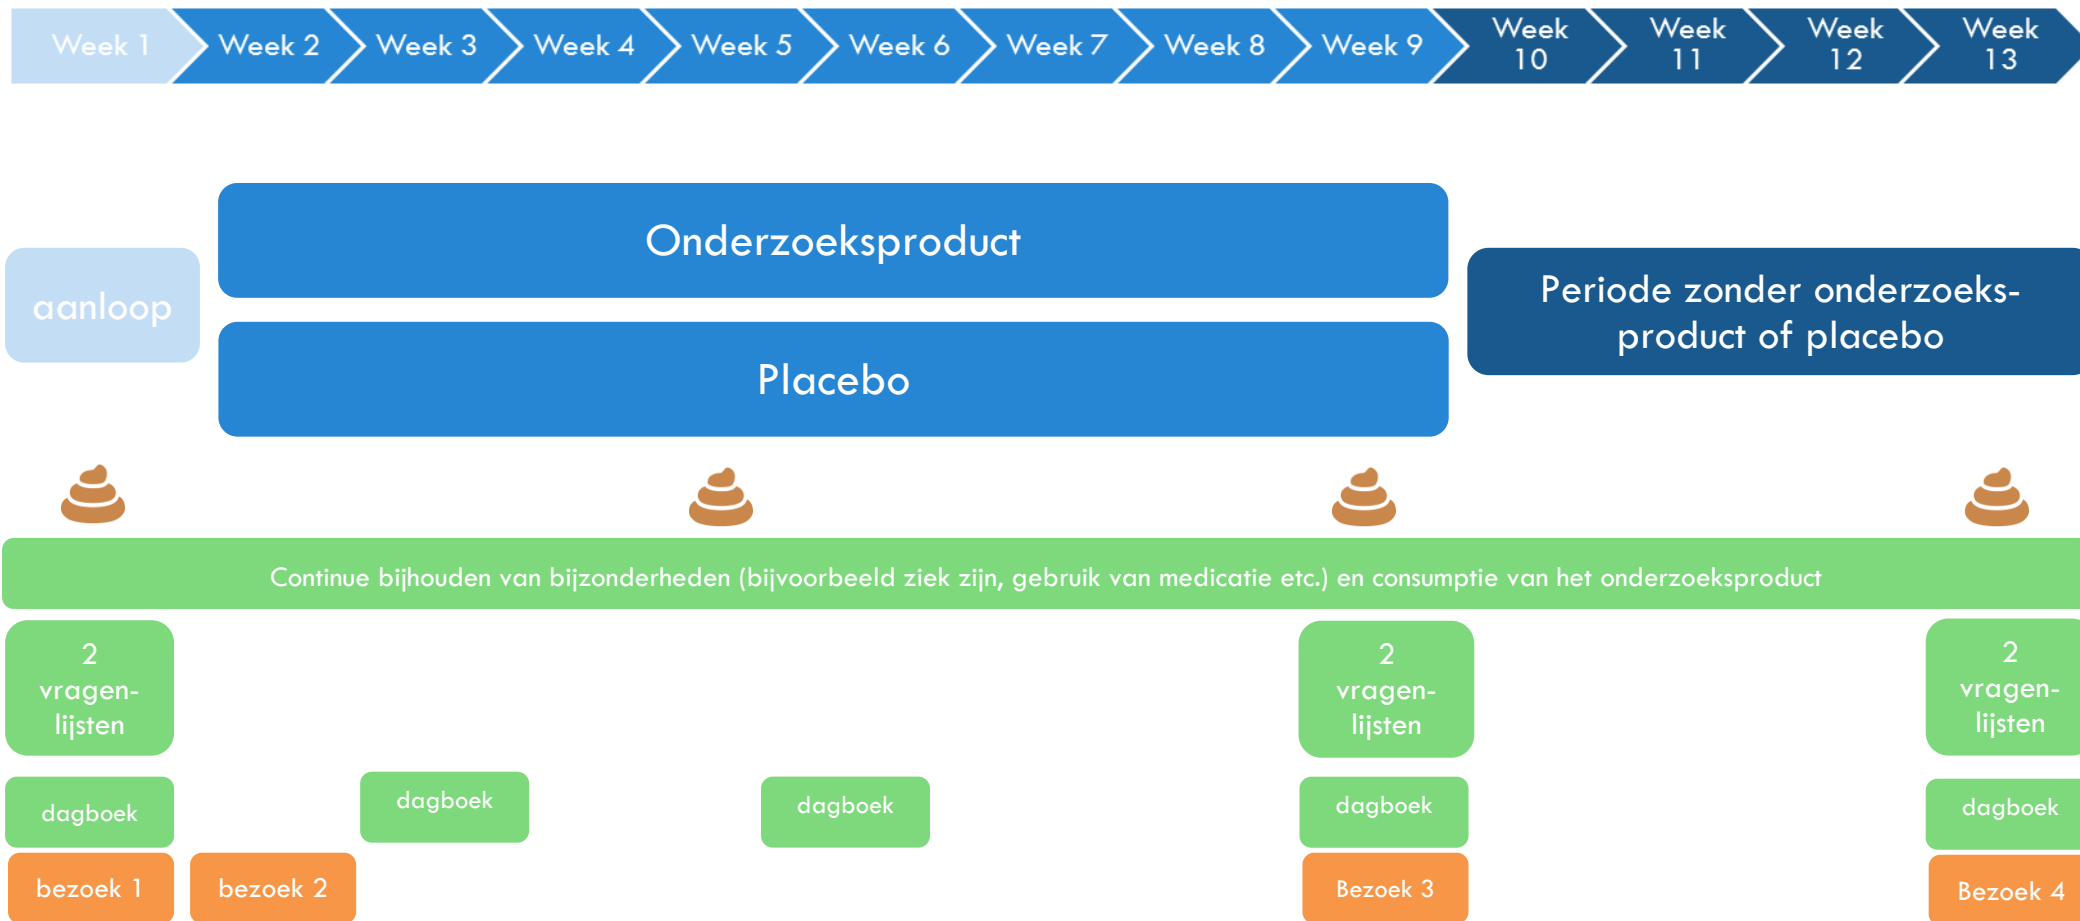 Week 1
Week 2
Week 3
Week 4
Week 5
Week 6
Week 7
Week 8
Week 9
Week
10
Week
11
Week
12
Week
13
Onderzoeksproduct
aanloop
Periode zonder onderzoeks-
product of placebo
Placebo
Continue bijhouden van bijzonderheden (bijvoorbeeld ziek zijn, gebruik van medicatie etc.) en consumptie van het onderzoeksproduct
2
vragen-
lijsten
2
vragen-
lijsten
2
vragen-
lijsten
dagboek
dagboek
dagboek
dagboek
dagboek
bezoek 1
bezoek 2
Bezoek 3
Bezoek 4